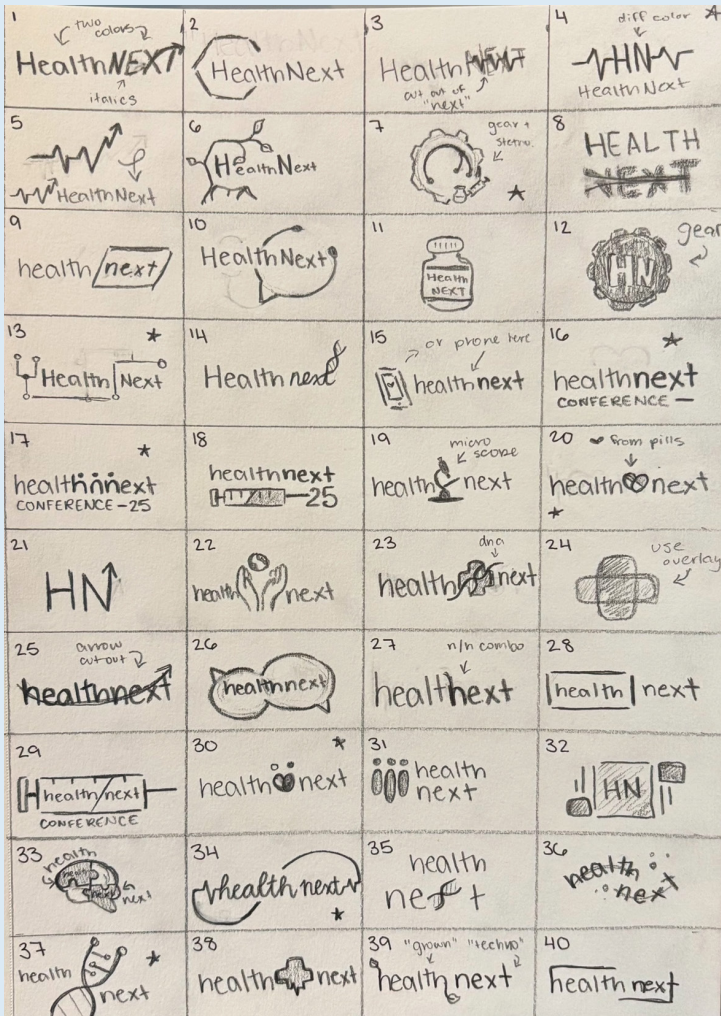 1
two colors
HealthNEXT
italics
2
HealthNext
3
HealthNEXT
cut out of
"next"
4
diff color
HN
HealthNext
5
HealthNext
6
HealthNext
7
gear +
8
HEALTH
NEXT
9
health/next
10
HealthNext
11
Health
NEXT
12
gear
HN
13
Health Next
14
Health next
15
or phone here
healthnext
16
healthnext
CONFERENCE —
17
healthnext
CONFERENCE - 25
18
healthnext
25
19
micro
scope
health next
20
from pills
health next
21
HN
22
health next
23
dna
health next
24
use
overlay
25
arrow
cut out
healthnext
26
healthnext
27
n/h combo
healthext
28
health next
29
health/next
CONFERENCE
30
health next
31
health
next
32
HN
33
health
next
34
health next
35
health
next
36
health
next
37
health
next
38
health next
39
"grown" "techno"
health next
40
health next